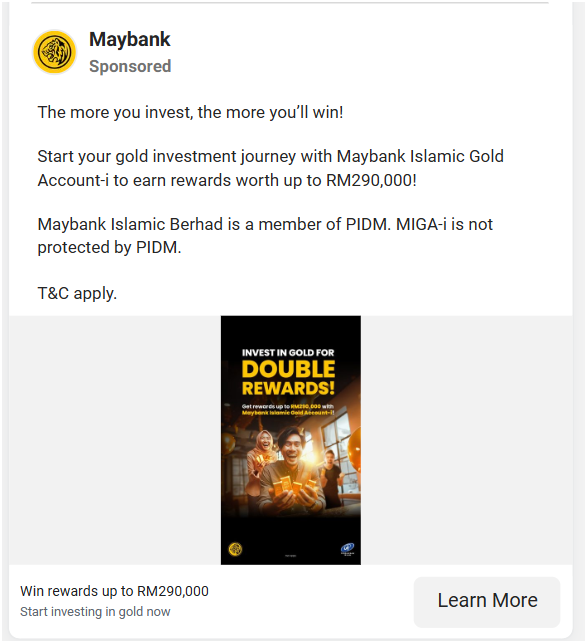 Maybank
Sponsored
The more you invest, the more you’ll win!
Start your gold investment journey with Maybank Islamic Gold
Account-i to earn rewards worth up to RM290,000!
Maybank Islamic Berhad is a member of PIDM. MIGA-i is not
protected by PIDM.
T&C apply.
INVEST IN GOLD FOR
DOUBLE
REWARDS!
Get rewards up to RM290,000 with
Maybank Islamic Gold Account-i!
Win rewards up to RM290,000
Start investing in gold now
Learn More